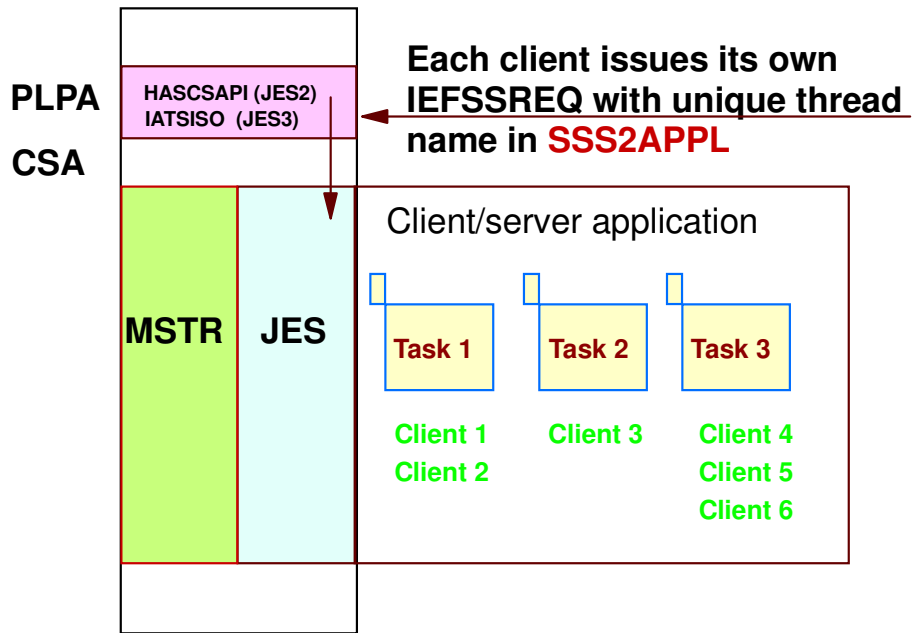 Each client issues its own
IEFSSREQ with unique thread
name in SSS2APPL
PLPA
HASCSAPI (JES2)
IATSISO (JES3)
CSA
Client/server application
MSTR
JES
Task 1
Task 2
Task 3
Client 1
Client 2
Client 3
Client 4
Client 5
Client 6